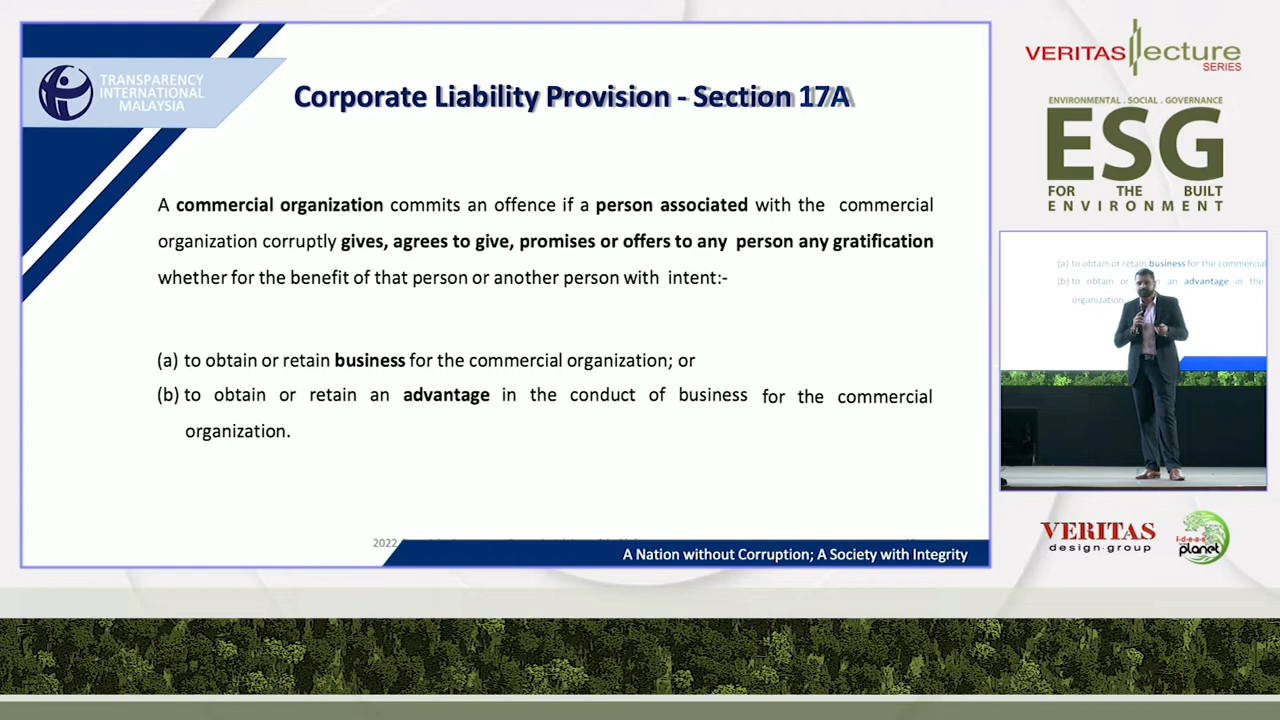 TRANSPARENCY
INTERNATIONAL
MALAYSIA
Corporate Liability Provision - Section 17A
A commercial organization commits an offence if a person associated with the commercial
organization corruptly gives, agrees to give, promises or offers to any person any gratification
whether for the benefit of that person or another person with intent:-
(a) to obtain or retain business for the commercial organization; or
(b) to obtain or retain an advantage in the conduct of business for the commercial
organization.
2022
A Nation without Corruption; A Society with Integrity
VERITAS lecture
SERIES
ENVIRONMENTAL . SOCIAL . GOVERNANCE
ESG
FOR THE BUILT
ENVIRONMENT
(a) to obtain or retain business for the commercial
(b) to obtain or an advantage in the
organization
VERITAS
design·group
ideas
planet